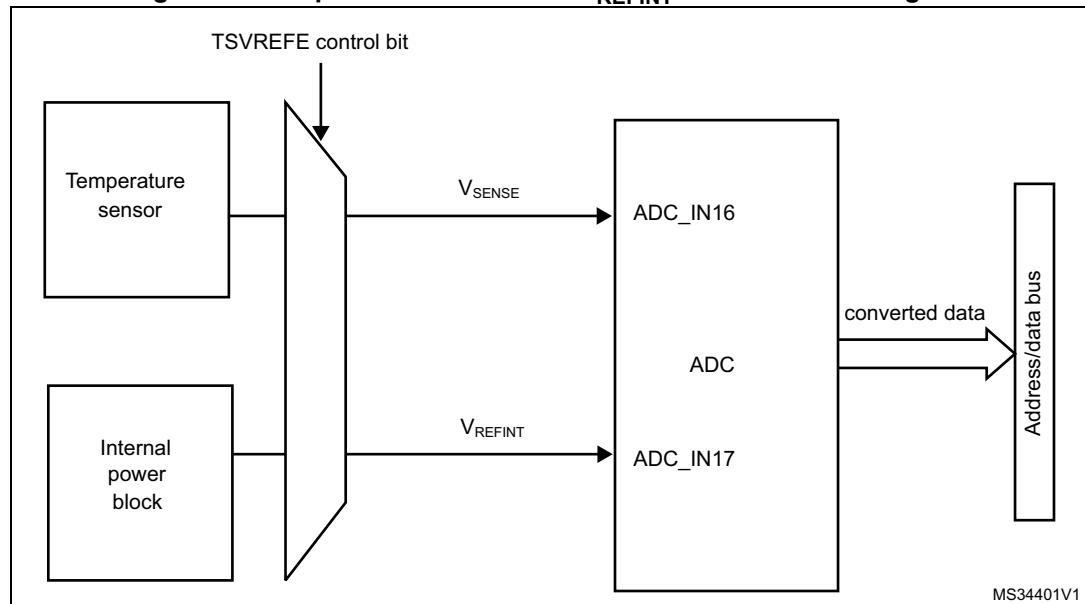 REFINT
TSVREFE control bit
Temperature
sensor
VSENSE
ADC_IN16
converted data
Address/data bus
ADC
Internal
power
block
VREFINT
ADC_IN17
MS34401V1